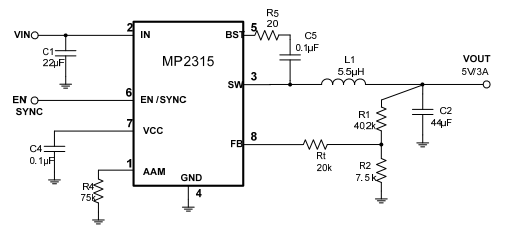 VIN
2
IN
C1
22µF
EN/
SYNC
6
EN/SYNC
7
VCC
C4
0.1µF
1
AAM
R4
75k
MP2315
GND
4
BST
5
R5
20
C5
0.1µF
SW
3
L1
5.5µH
VOUT
5V/3A
R1
40.2k
C2
44µF
FB
8
Rt
20k
R2
7.5k